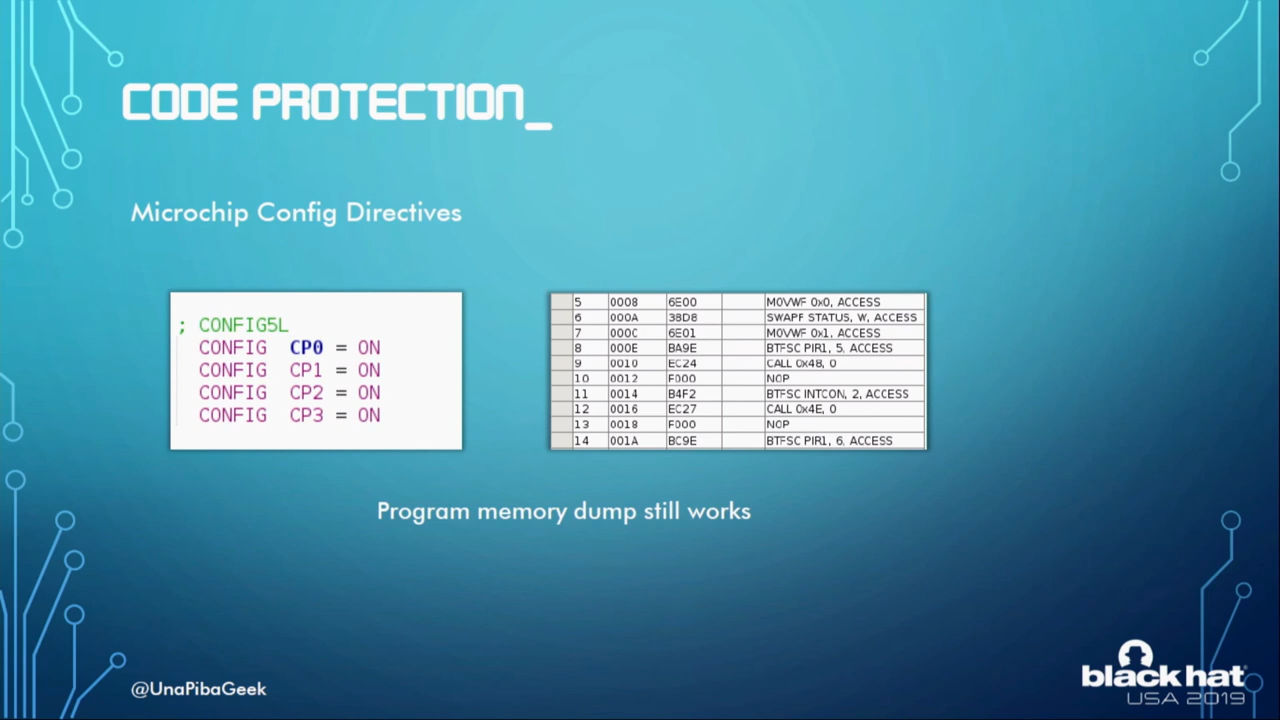 CODE PROTECTION_
Microchip Config Directives
; CONFIG5L
CONFIG CP0 = ON
CONFIG CP1 = ON
CONFIG CP2 = ON
CONFIG CP3 = ON
5 0008 6E00 MOVWF 0x0, ACCESS
6 000A 38D8 SWAPF STATUS, W, ACCESS
7 000C 6E01 MOVWF 0x1, ACCESS
8 000E BA9E BTFSC PIR1, 5, ACCESS
9 0010 EC24 CALL 0x48, 0
10 0012 F000 NOP
11 0014 B4F2 BTFSC INTCON, 2, ACCESS
12 0016 EC27 CALL 0x4E, 0
13 0018 F000 NOP
14 001A BC9E BTFSC PIR1, 6, ACCESS
Program memory dump still works
@UnaPibaGeek
black hat
USA 2019